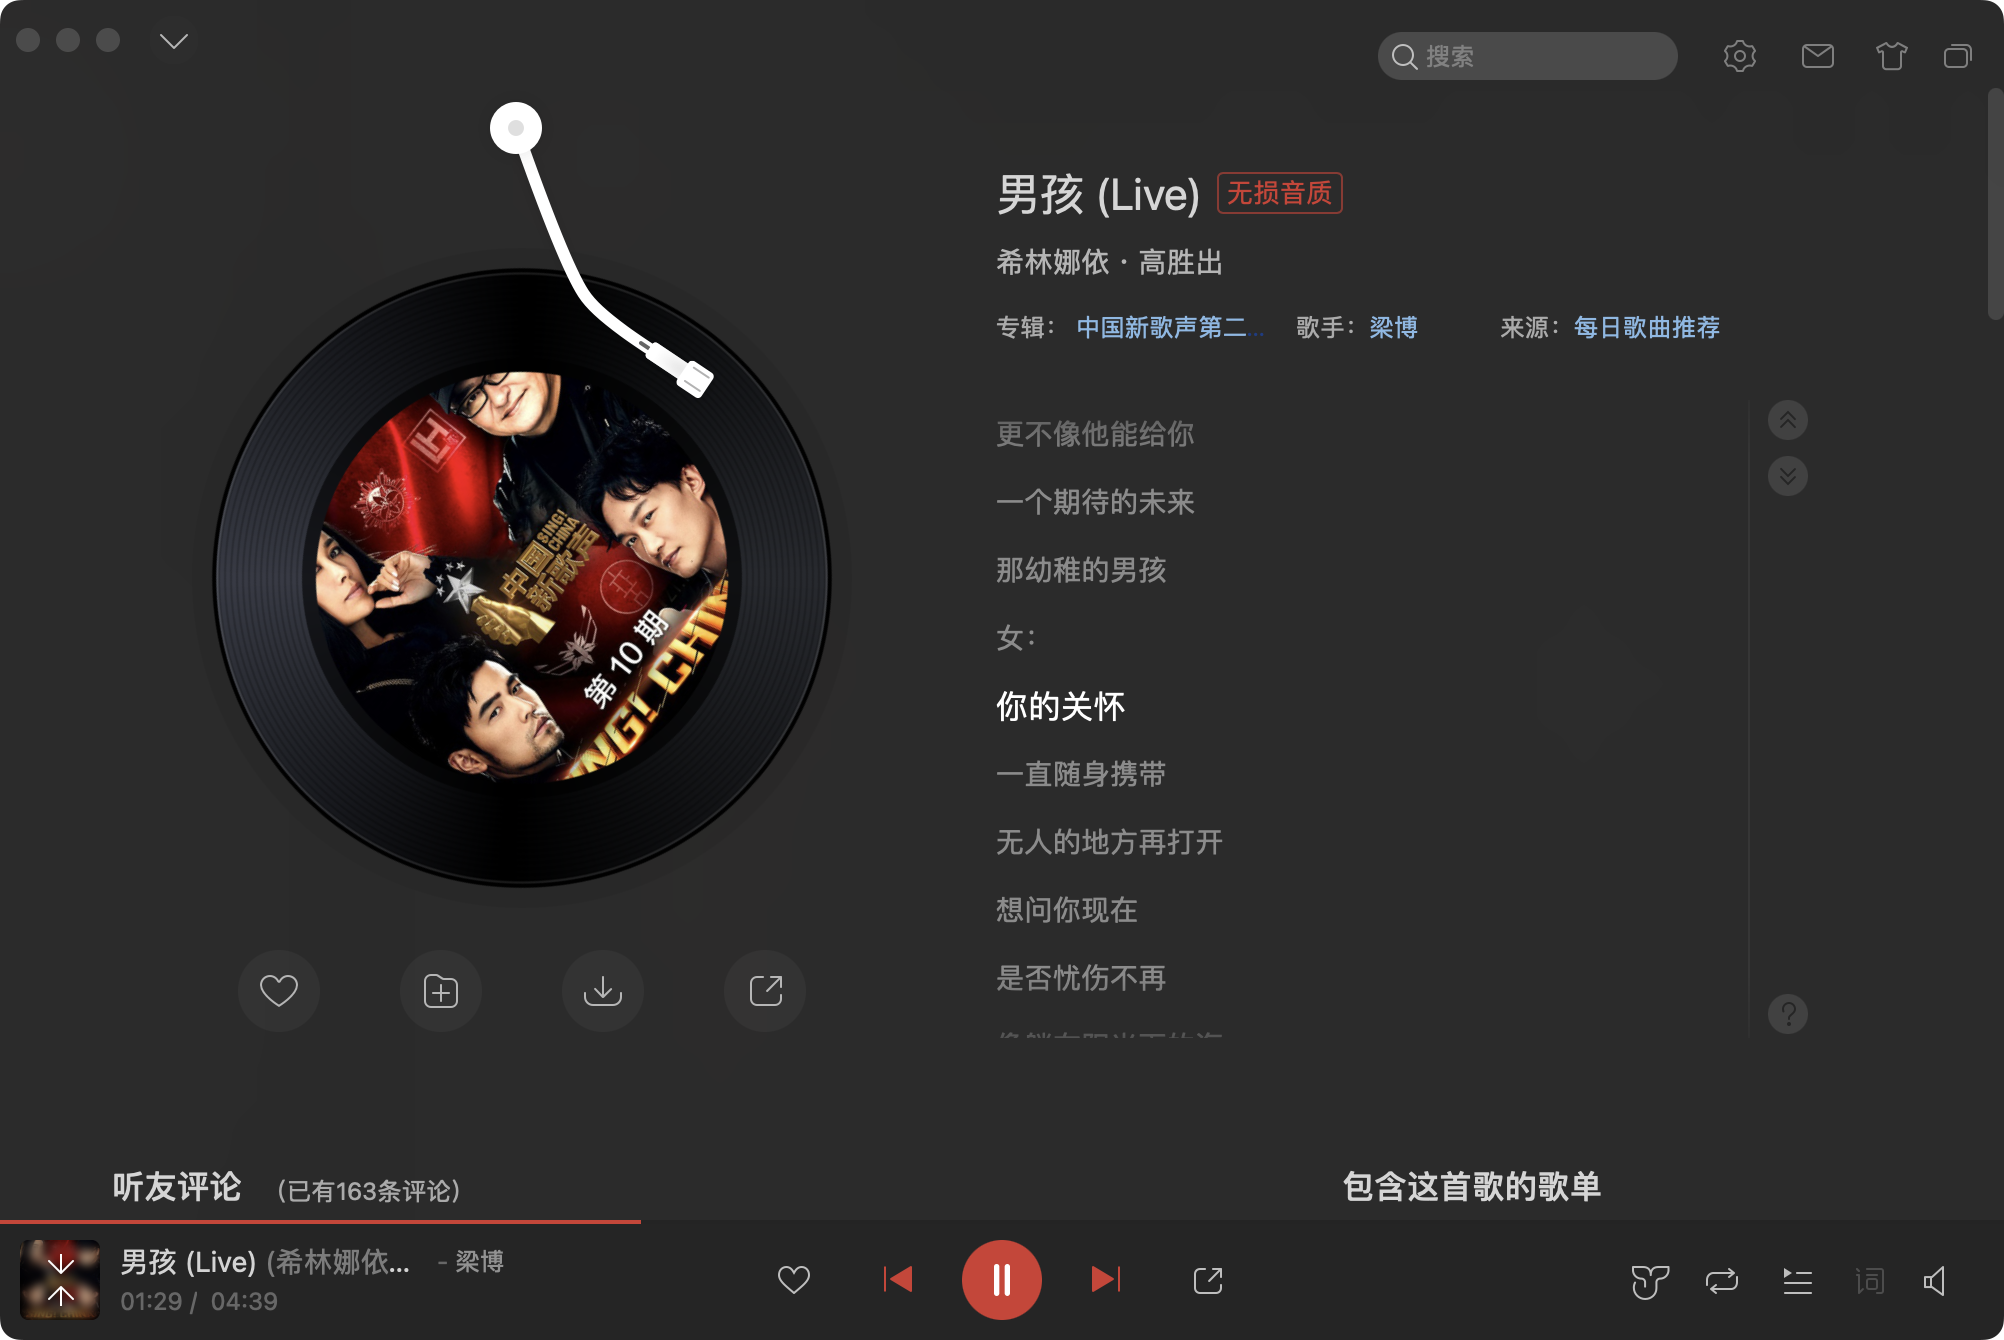 搜索
男孩 (Live) 无损音质
希林娜依 · 高胜出
专辑： 中国新歌声第二... 歌手：梁博 来源：每日歌曲推荐
更不像他能给你
一个期待的未来
那幼稚的男孩
女：
你的关怀
一直随身携带
无人的地方再打开
想问你现在
是否忧伤不再
中国
新歌声
SING!
CHINA
第 10 期
听友评论 （已有163条评论）
包含这首歌的歌单
男孩 (Live) (希林娜依... - 梁博
01:29 / 04:39
词